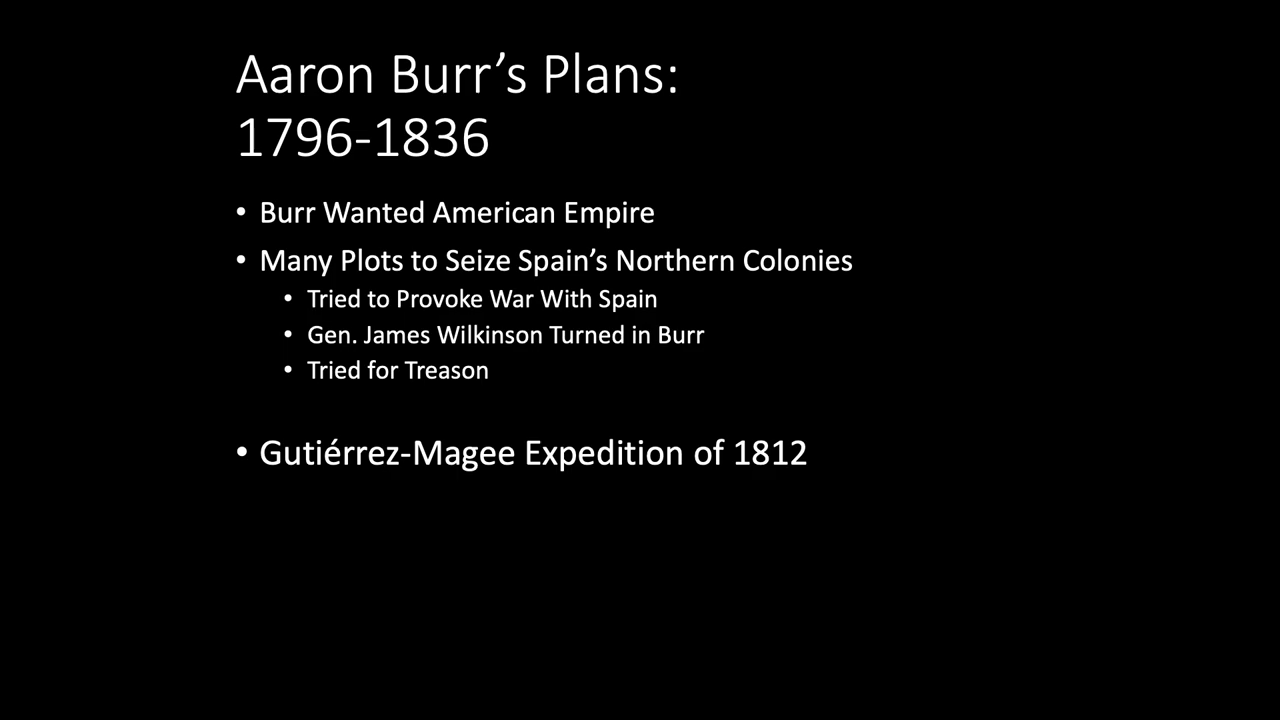 Aaron Burr’s Plans:
1796-1836
• Burr Wanted American Empire
• Many Plots to Seize Spain’s Northern Colonies
• Tried to Provoke War With Spain
• Gen. James Wilkinson Turned in Burr
• Tried for Treason
• Gutiérrez-Magee Expedition of 1812